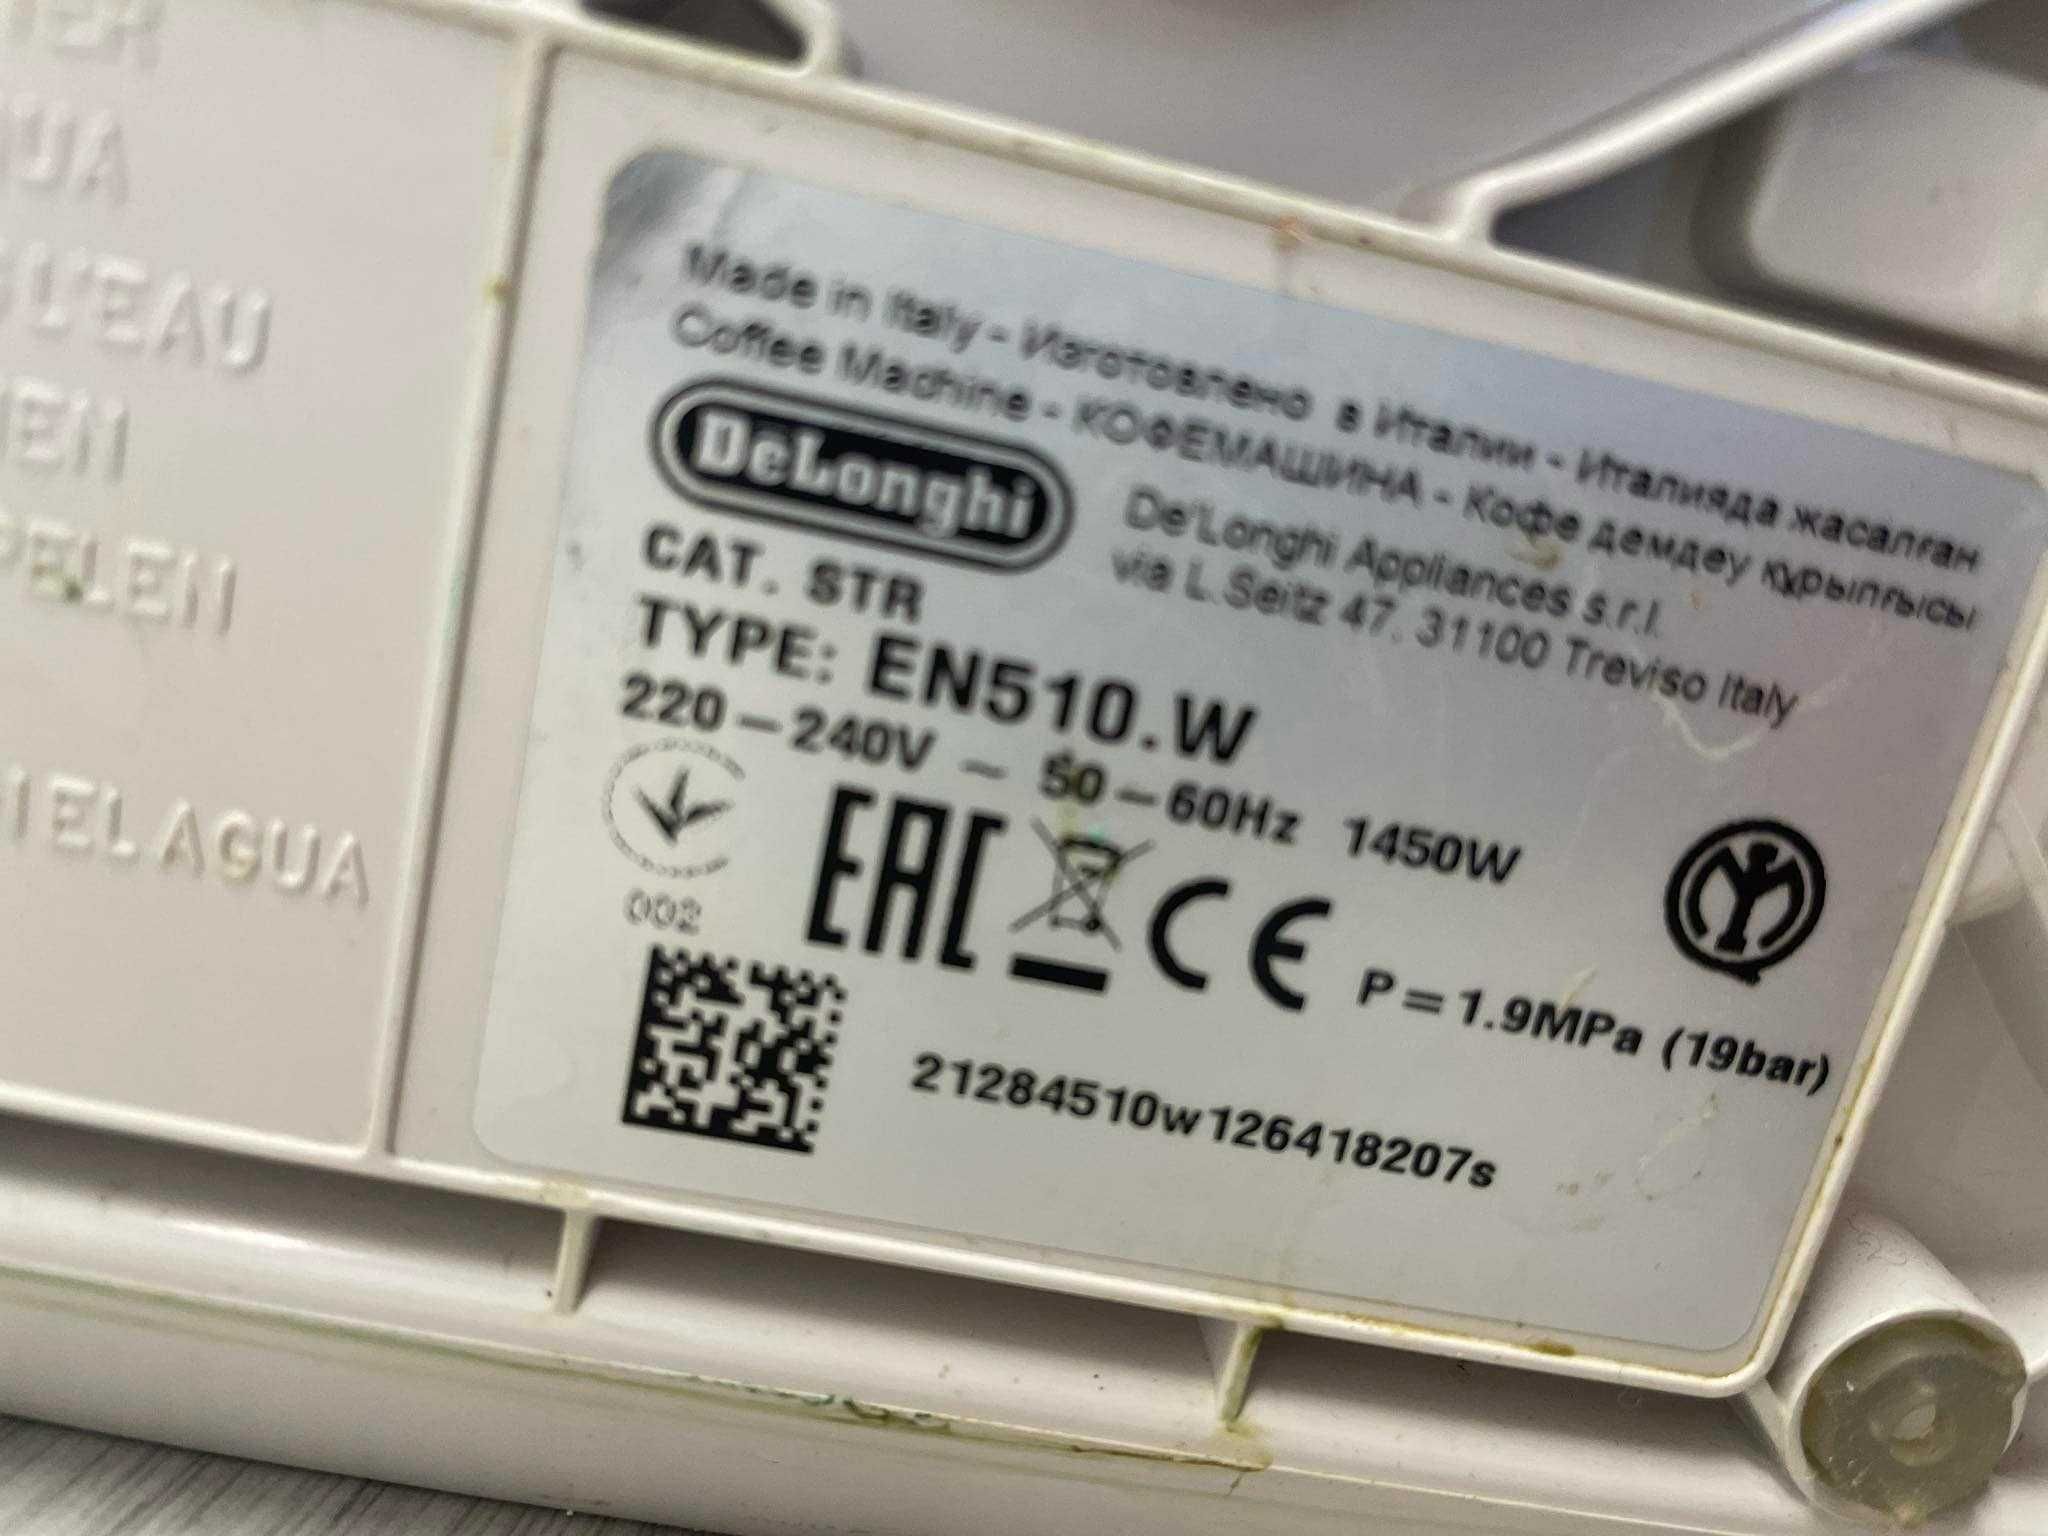 UA
L'EAU
EN
PELEN
EL AGUA
Made in Italy - Изготовлено в Италии - Италияда жасалған
Coffee Machine - КОФЕМАШИНА - Кофе демдеу құрылғысы
DeLonghi
De'Longhi Appliances s.r.l.
via L.Seitz 47, 31100 Treviso Italy
CAT. STR
TYPE: EN510.W
220–240V ~ 50–60Hz 1450W
002
EAC
CE
P=1.9MPa (19bar)
21284510w126418207s